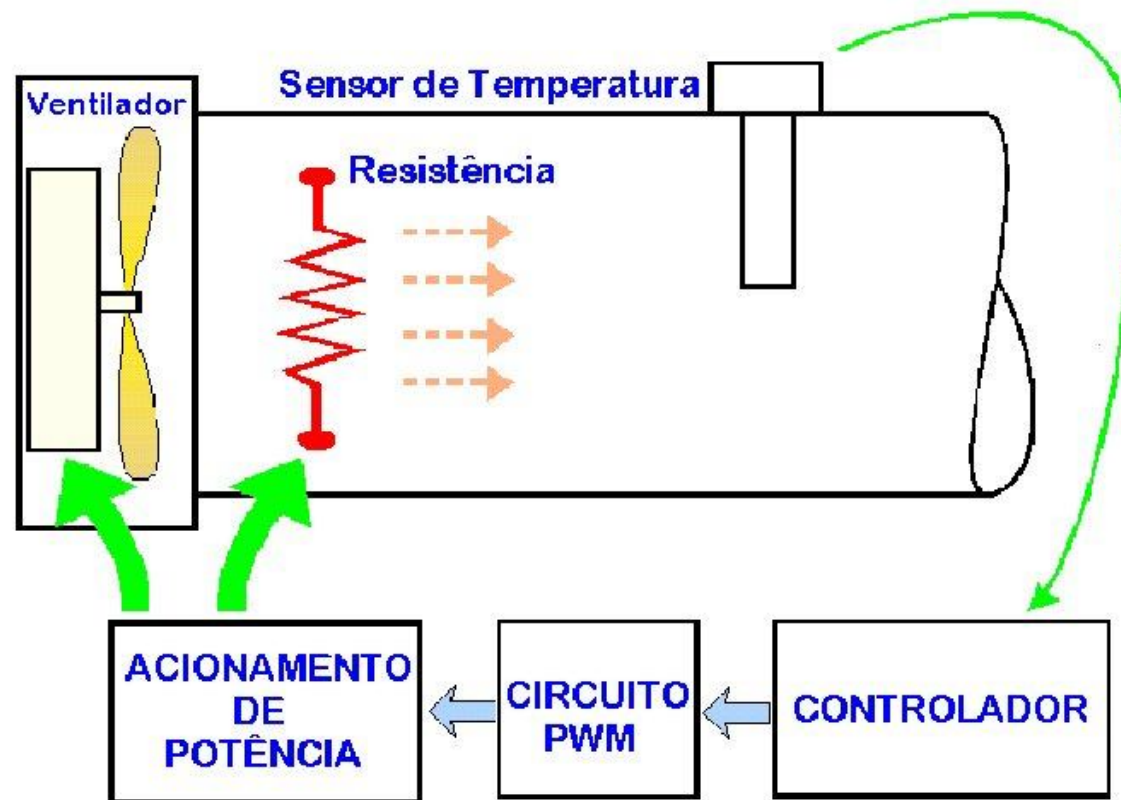 Sensor de Temperatura
Ventilador
Resistência
ACIONAMENTO
DE
POTÊNCIA
CIRCUITO
PWM
CONTROLADOR